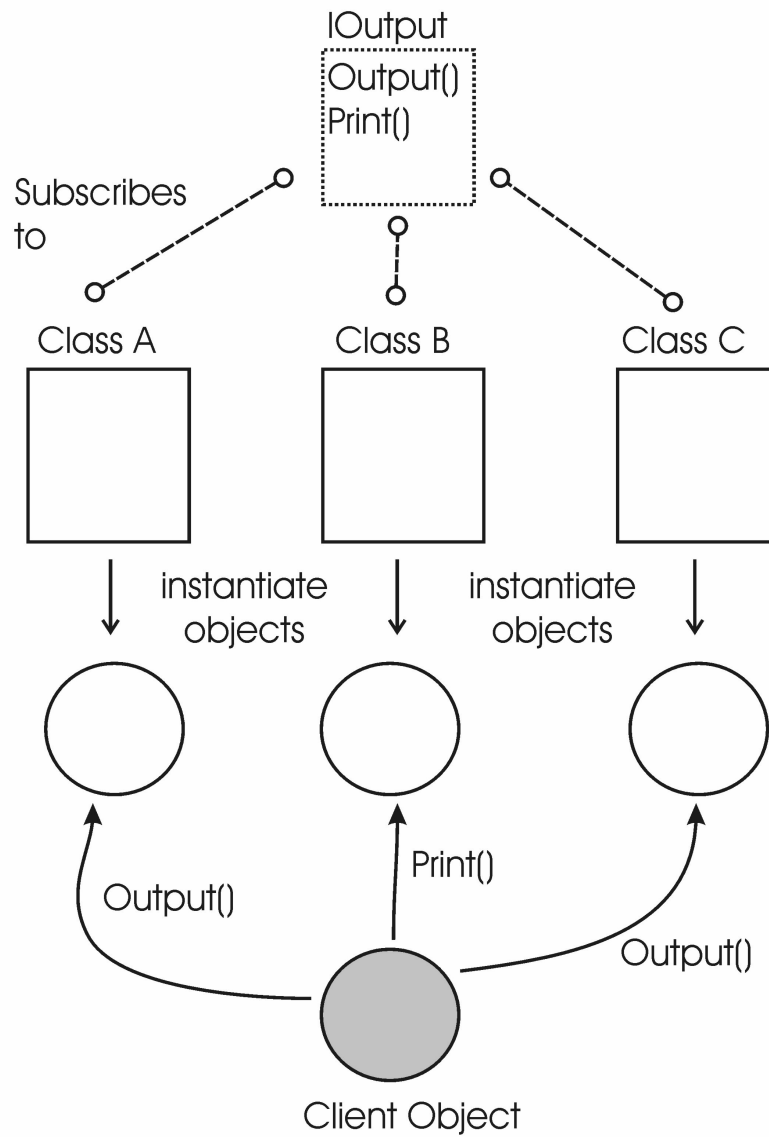 IOutput
Output()
Print()
Subscribes
to
Class A
Class B
Class C
instantiate
objects
instantiate
objects
Output()
Print()
Output()
Client Object